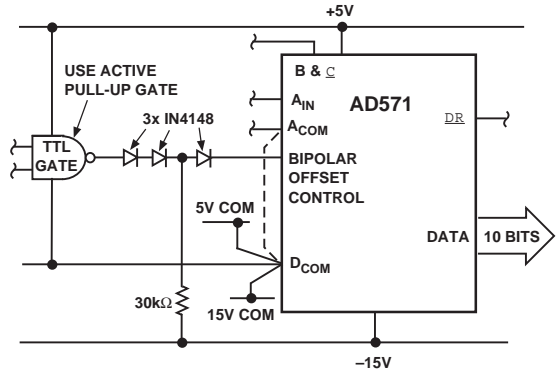 +5V
USE ACTIVE
PULL-UP GATE
B & C
AD571
3x IN4148
AIN
ACOM
DR
TTL
GATE
BIPOLAR
OFFSET
CONTROL
5V COM
DATA
10 BITS
DCOM
30kΩ
15V COM
–15V